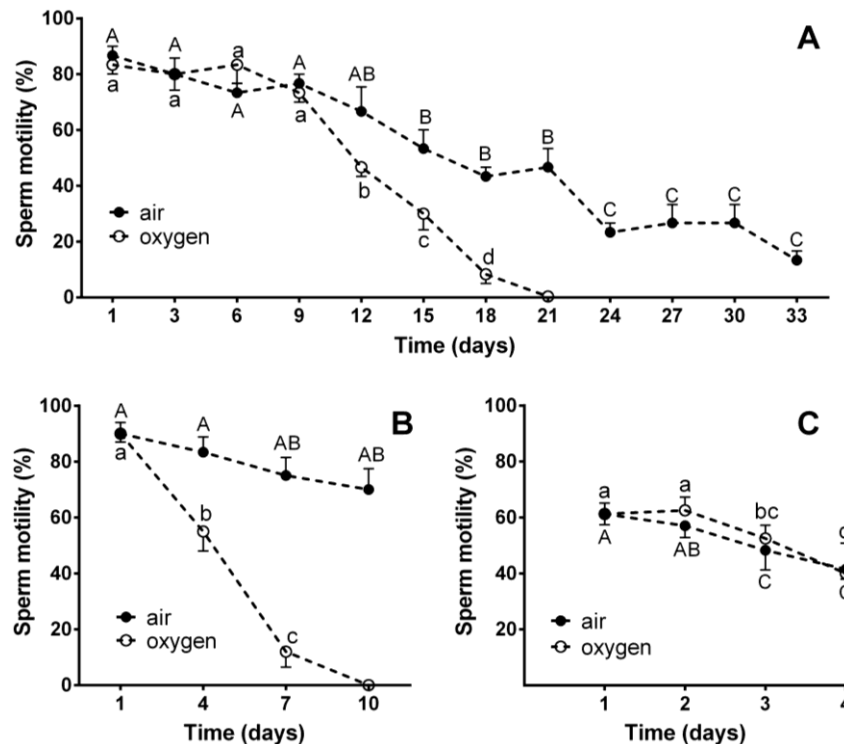 A
Sperm motility (%)
100
80
60
40
20
0
A A a A AB B B B C C C C
a a A a b c d
air
oxygen
1 3 6 9 12 15 18 21 24 27 30 33
Time (days)
B
Sperm motility (%)
100
80
60
40
20
0
A A AB AB
a b c
air
oxygen
1 4 7 10
Time (days)
C
Sperm motility (%)
100
80
60
40
20
a a bc
A AB C
air
oxygen
1 2 3 4
Time (days)